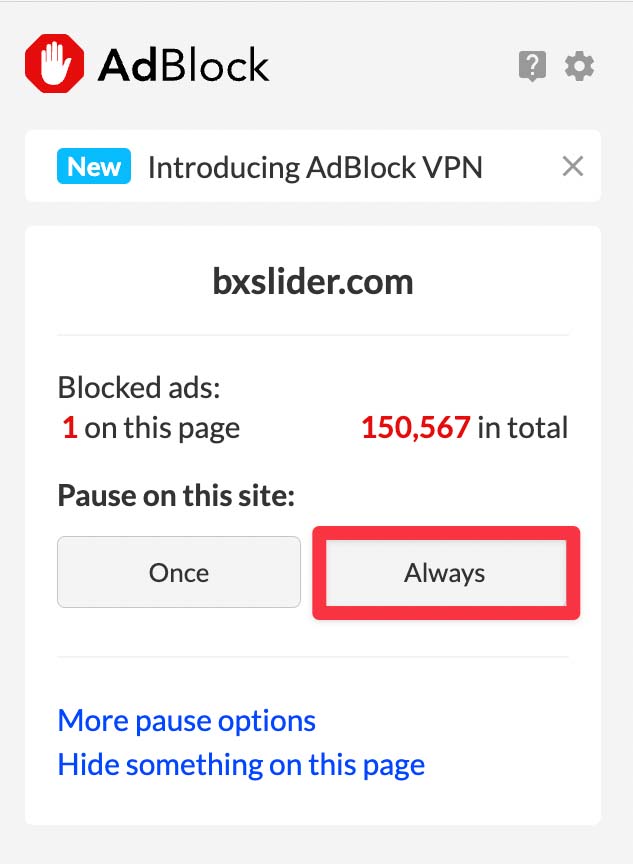 AdBlock
New Introducing AdBlock VPN
bxslider.com
Blocked ads:
1 on this page 150,567 in total
Pause on this site:
Once Always
More pause options
Hide something on this page